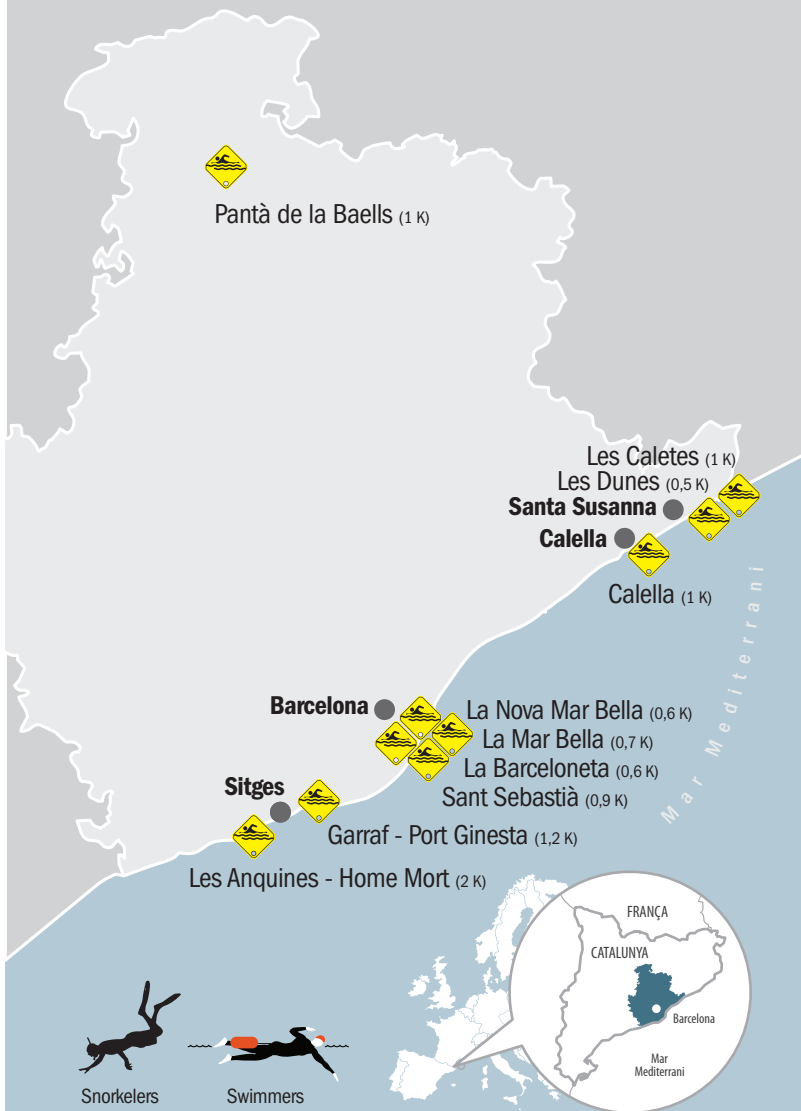 Pantà de la Baells (1 K)
Les Caletes (1 K)
Les Dunes (0,5 K)
Santa Susanna
Calella
Calella (1 K)
Mar Mediterrani
Barcelona
La Nova Mar Bella (0,6 K)
La Mar Bella (0,7 K)
La Barceloneta (0,6 K)
Sant Sebastià (0,9 K)
Sitges
Garraf - Port Ginesta (1,2 K)
Les Anquines - Home Mort (2 K)
FRANÇA
CATALUNYA
Barcelona
Mar
Mediterrani
Snorkelers
Swimmers